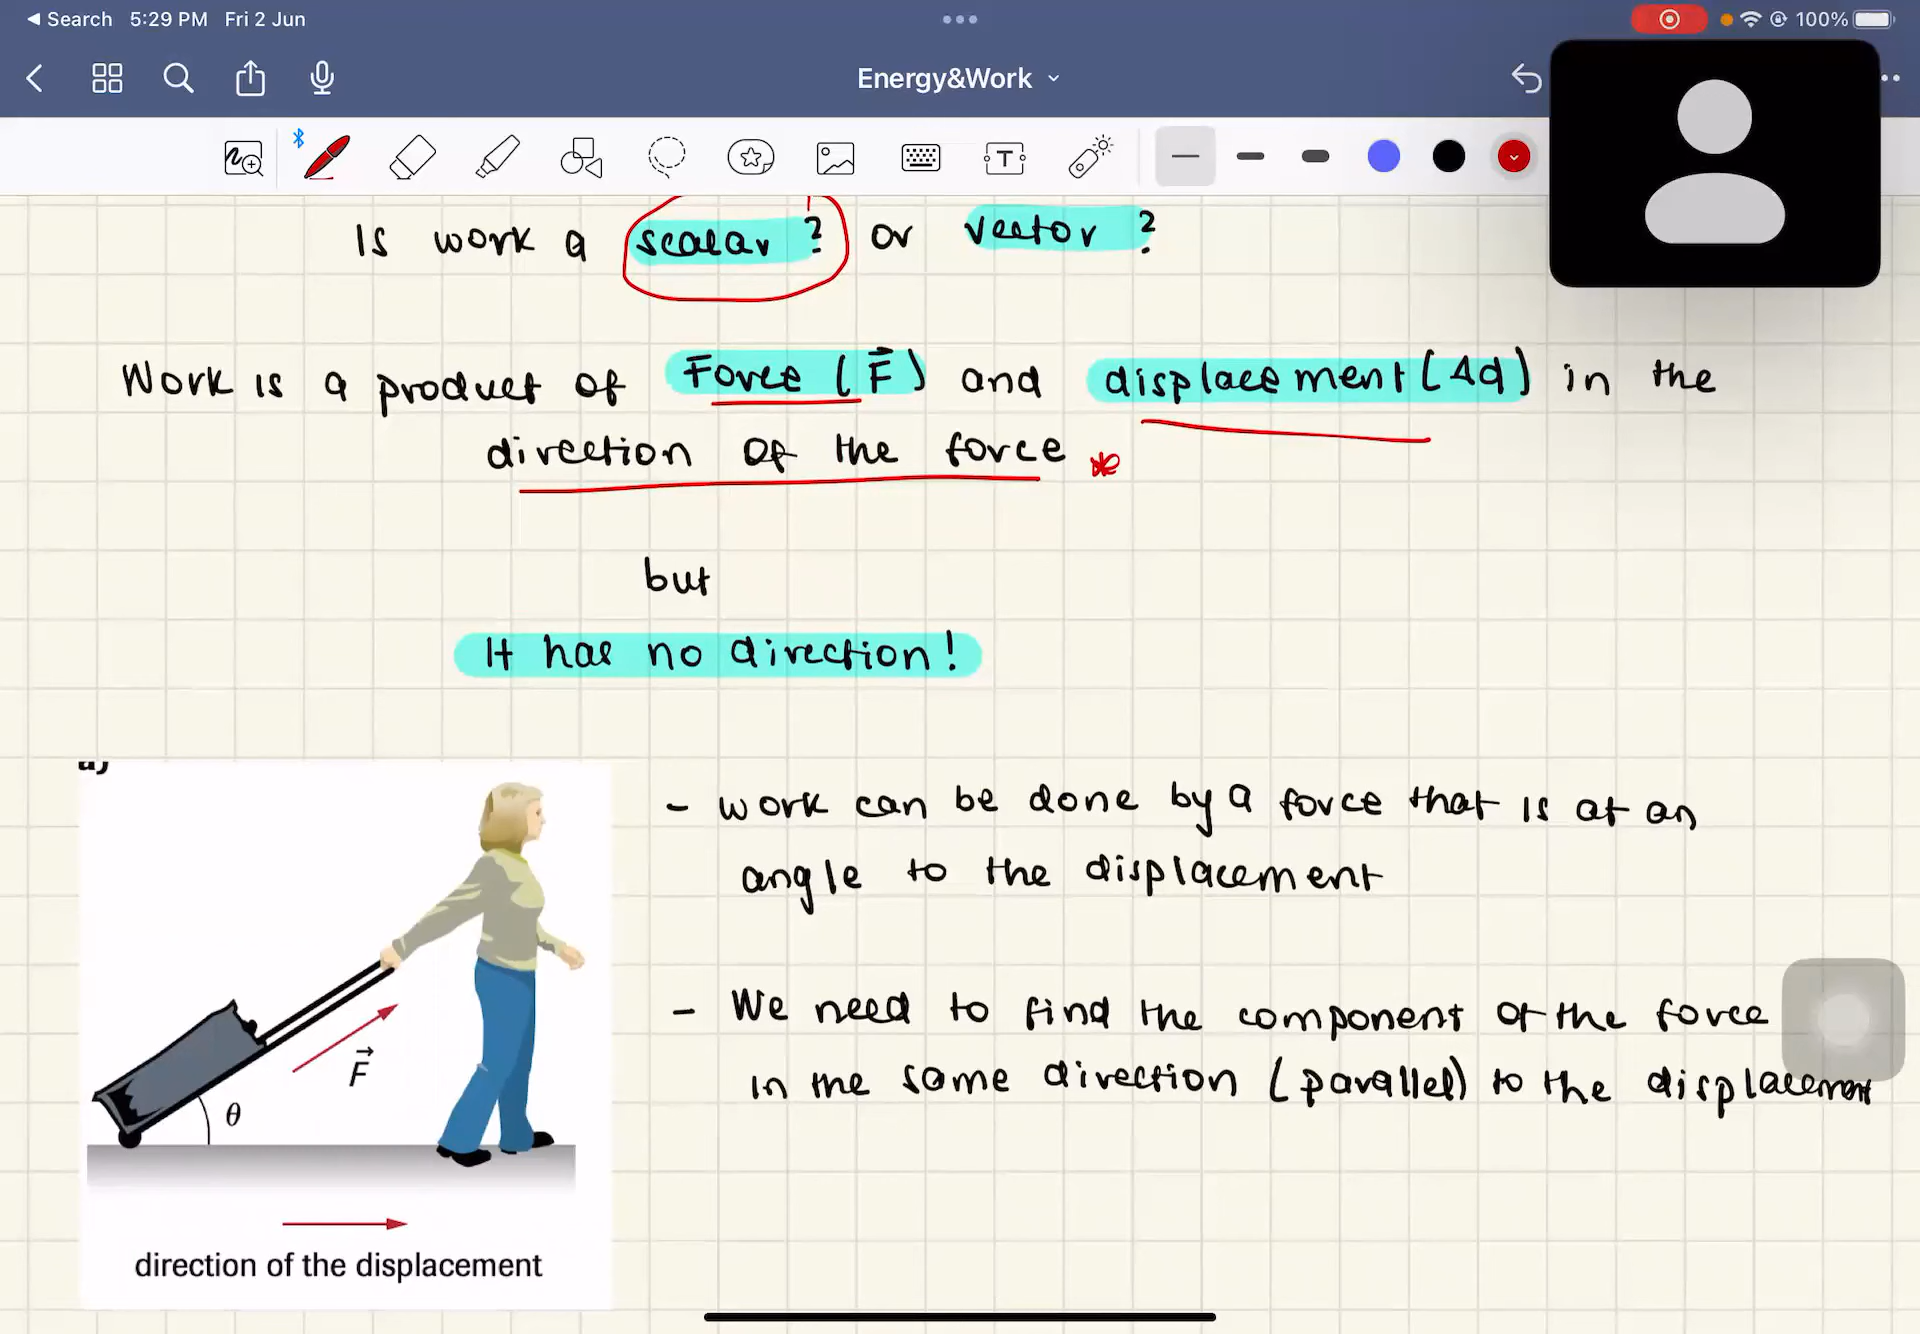 Search 5:29 PM Fri 2 Jun 100%
Energy&Work
Is work a scalar ? or vector ?
Work is a product of Force (F⃗) and displacement (Δd) in the
direction of the force *
but
It has no direction!
a)
- work can be done by a force that is at an
angle to the displacement
- We need to find the component of the force
in the same direction (parallel) to the displacement
F⃗
θ
direction of the displacement